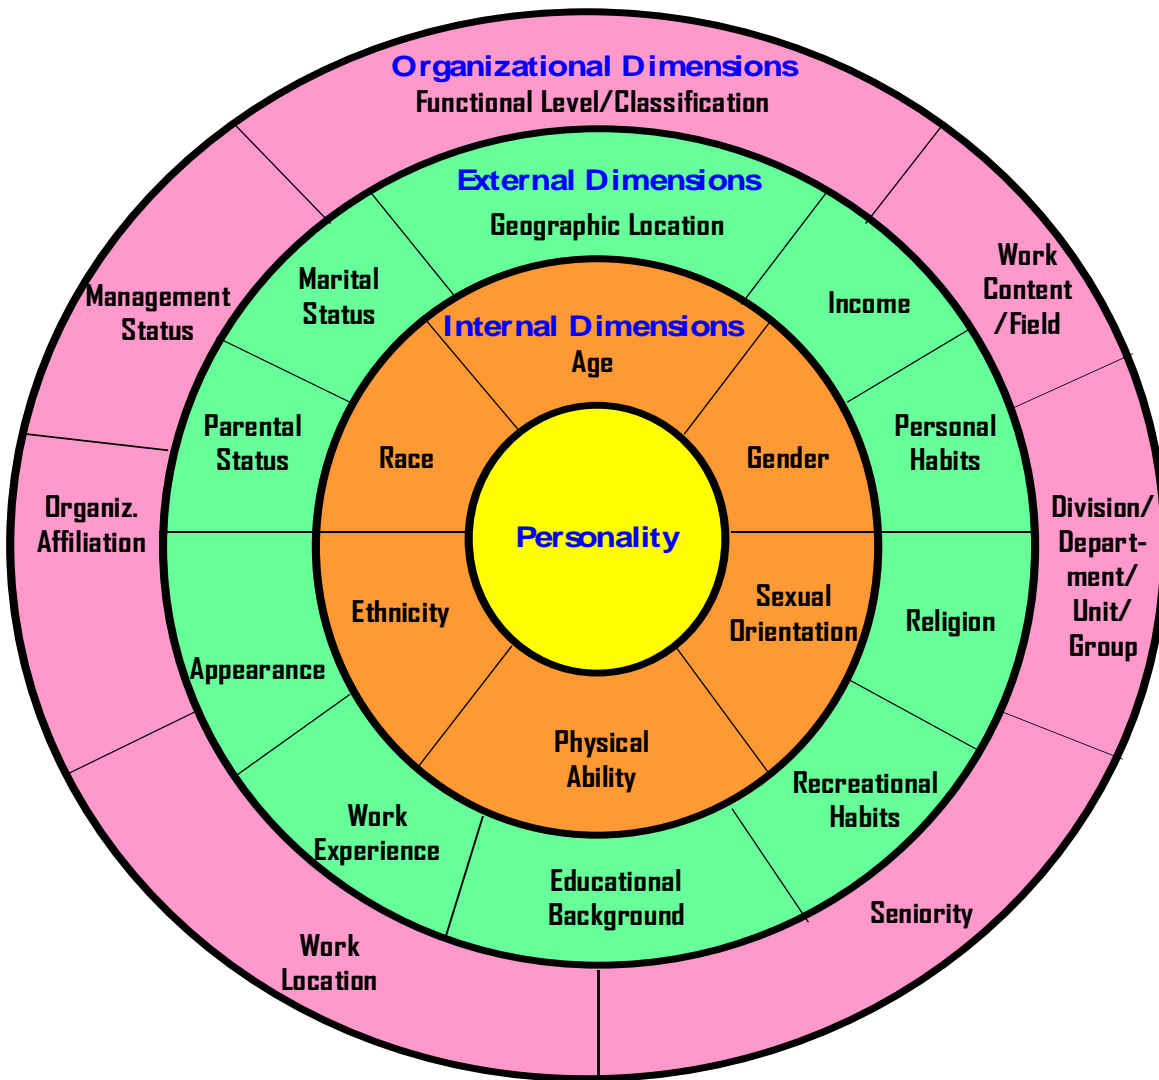 Organizational Dimensions
Functional Level/Classification
External Dimensions
Geographic Location
Internal Dimensions
Age
Personality
Marital
Status
Income
Work
Content
/Field
Management
Status
Parental
Status
Race
Gender
Personal
Habits
Organiz.
Affiliation
Division/
Depart-
ment/
Unit/
Group
Ethnicity
Sexual
Orientation
Religion
Appearance
Physical
Ability
Recreational
Habits
Work
Experience
Educational
Background
Seniority
Work
Location